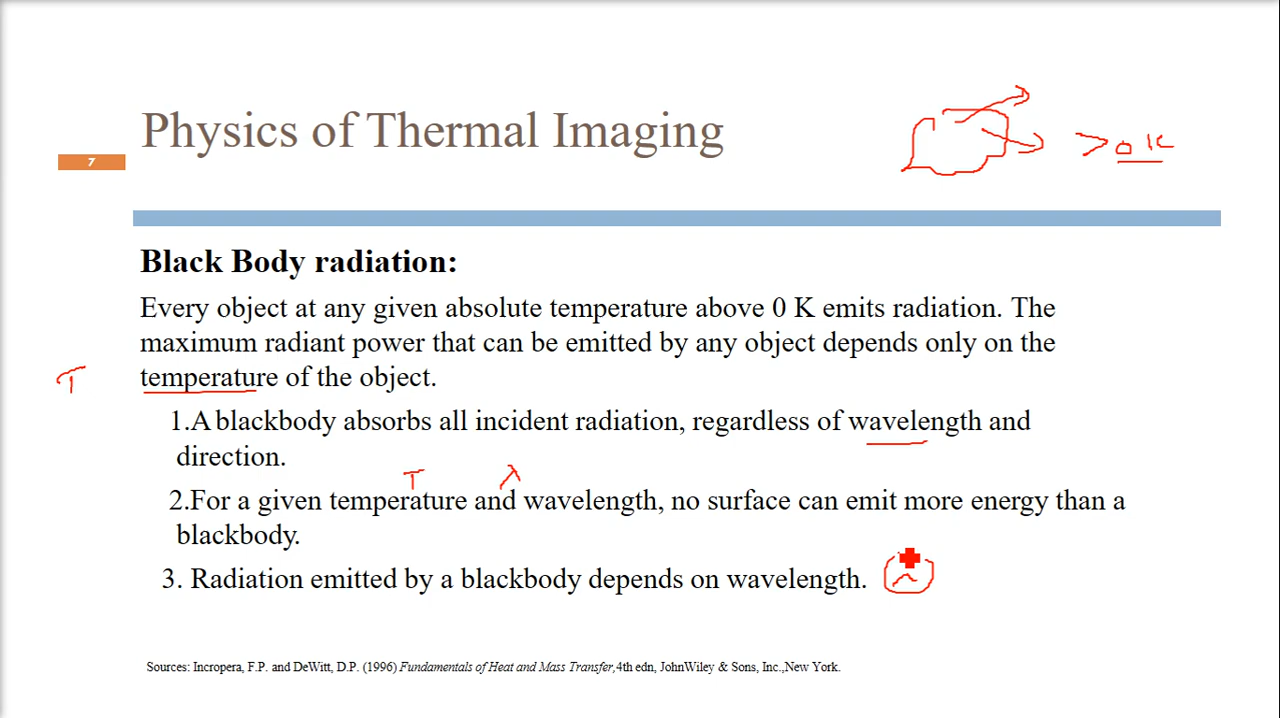 Physics of Thermal Imaging
> 0 K
7
Black Body radiation:
Every object at any given absolute temperature above 0 K emits radiation. The
maximum radiant power that can be emitted by any object depends only on the
T
temperature of the object.
1.A blackbody absorbs all incident radiation, regardless of wavelength and
direction.
T λ
2.For a given temperature and wavelength, no surface can emit more energy than a
blackbody.
3. Radiation emitted by a blackbody depends on wavelength.
Sources: Incropera, F.P. and DeWitt, D.P. (1996) Fundamentals of Heat and Mass Transfer,4th edn, JohnWiley & Sons, Inc.,New York.